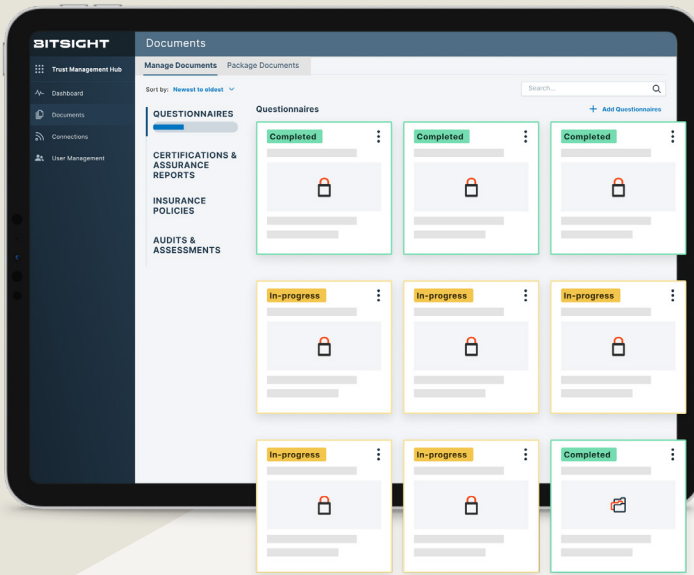 BITSIGHT
Trust Management Hub
Dashboard
Documents
Connections
User Management
Documents
Manage Documents Package Documents
Sort by: Newest to oldest
Search...
QUESTIONNAIRES
CERTIFICATIONS &
ASSURANCE
REPORTS
INSURANCE
POLICIES
AUDITS &
ASSESSMENTS
Questionnaires
+ Add Questionnaires
Completed Completed Completed
In-progress In-progress In-progress
In-progress In-progress Completed